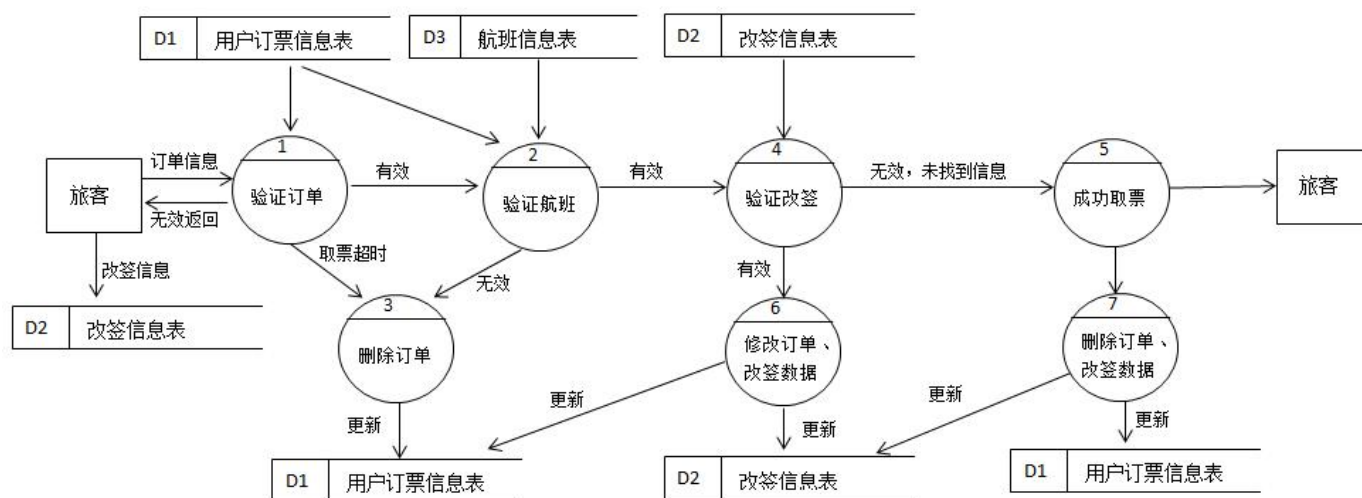 D1 用户订票信息表
D3 航班信息表
D2 改签信息表
1
2
4
5
旅客
订单信息
无效返回
验证订单
有效
验证航班
有效
验证改签
无效，未找到信息
成功取票
旅客
改签信息
取票超时
无效
有效
D2 改签信息表
3
删除订单
6
修改订单、
改签数据
7
删除订单、
改签数据
更新
更新
更新
更新
更新
D1 用户订票信息表
D2 改签信息表
D1 用户订票信息表